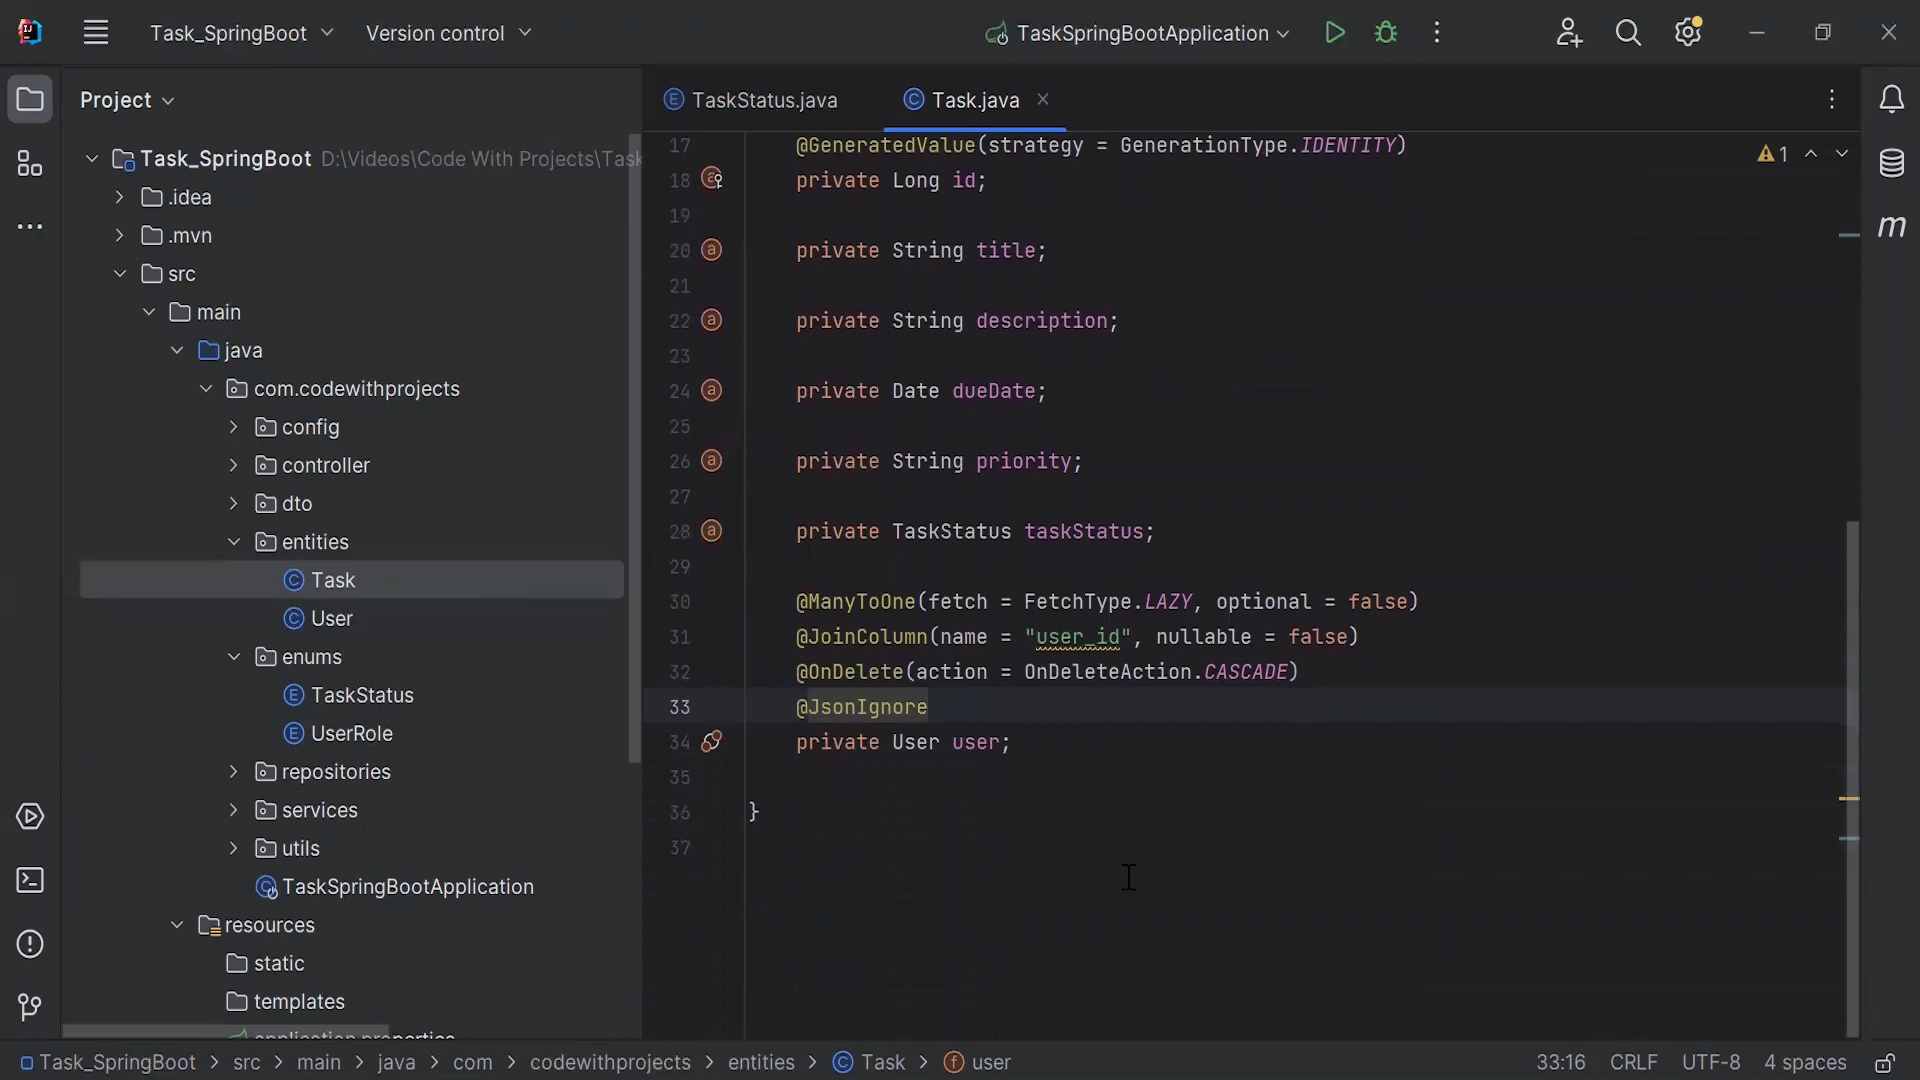 Task_SpringBoot
Version control
TaskSpringBootApplication
Project
Task_SpringBoot D:\Videos\Code With Projects\Task
.idea
.mvn
src
main
java
com.codewithprojects
config
controller
dto
entities
Task
User
enums
TaskStatus
UserRole
repositories
services
utils
TaskSpringBootApplication
resources
static
templates
application.properties
TaskStatus.java
Task.java
1
17 @GeneratedValue(strategy = GenerationType.IDENTITY)
18 private Long id;
19
20 private String title;
21
22 private String description;
23
24 private Date dueDate;
25
26 private String priority;
27
28 private TaskStatus taskStatus;
29
30 @ManyToOne(fetch = FetchType.LAZY, optional = false)
31 @JoinColumn(name = "user_id", nullable = false)
32 @OnDelete(action = OnDeleteAction.CASCADE)
33 @JsonIgnore
34 private User user;
35
36 }
37
m
Task_SpringBoot > src > main > java > com > codewithprojects > entities > Task > user
33:16 CRLF UTF-8 4 spaces